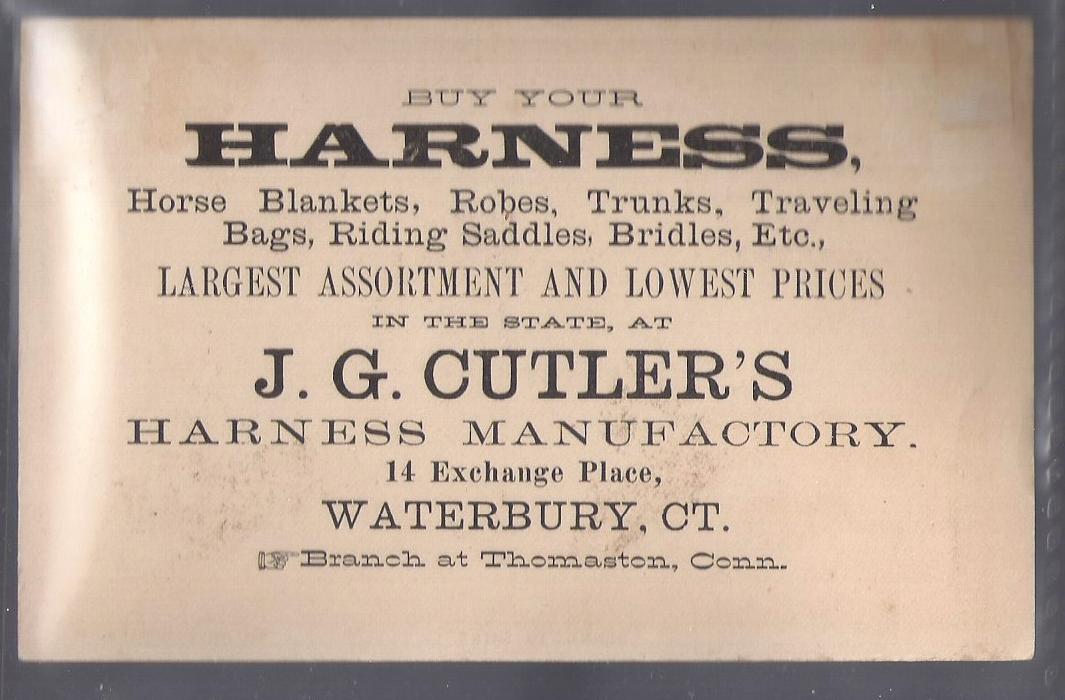 BUY YOUR
HARNESS,
Horse Blankets, Robes, Trunks, Traveling
Bags, Riding Saddles, Bridles, Etc.,
LARGEST ASSORTMENT AND LOWEST PRICES
IN THE STATE, AT
J. G. CUTLER'S
HARNESS MANUFACTORY.
14 Exchange Place,
WATERBURY, CT.
☞Branch at Thomaston, Conn.